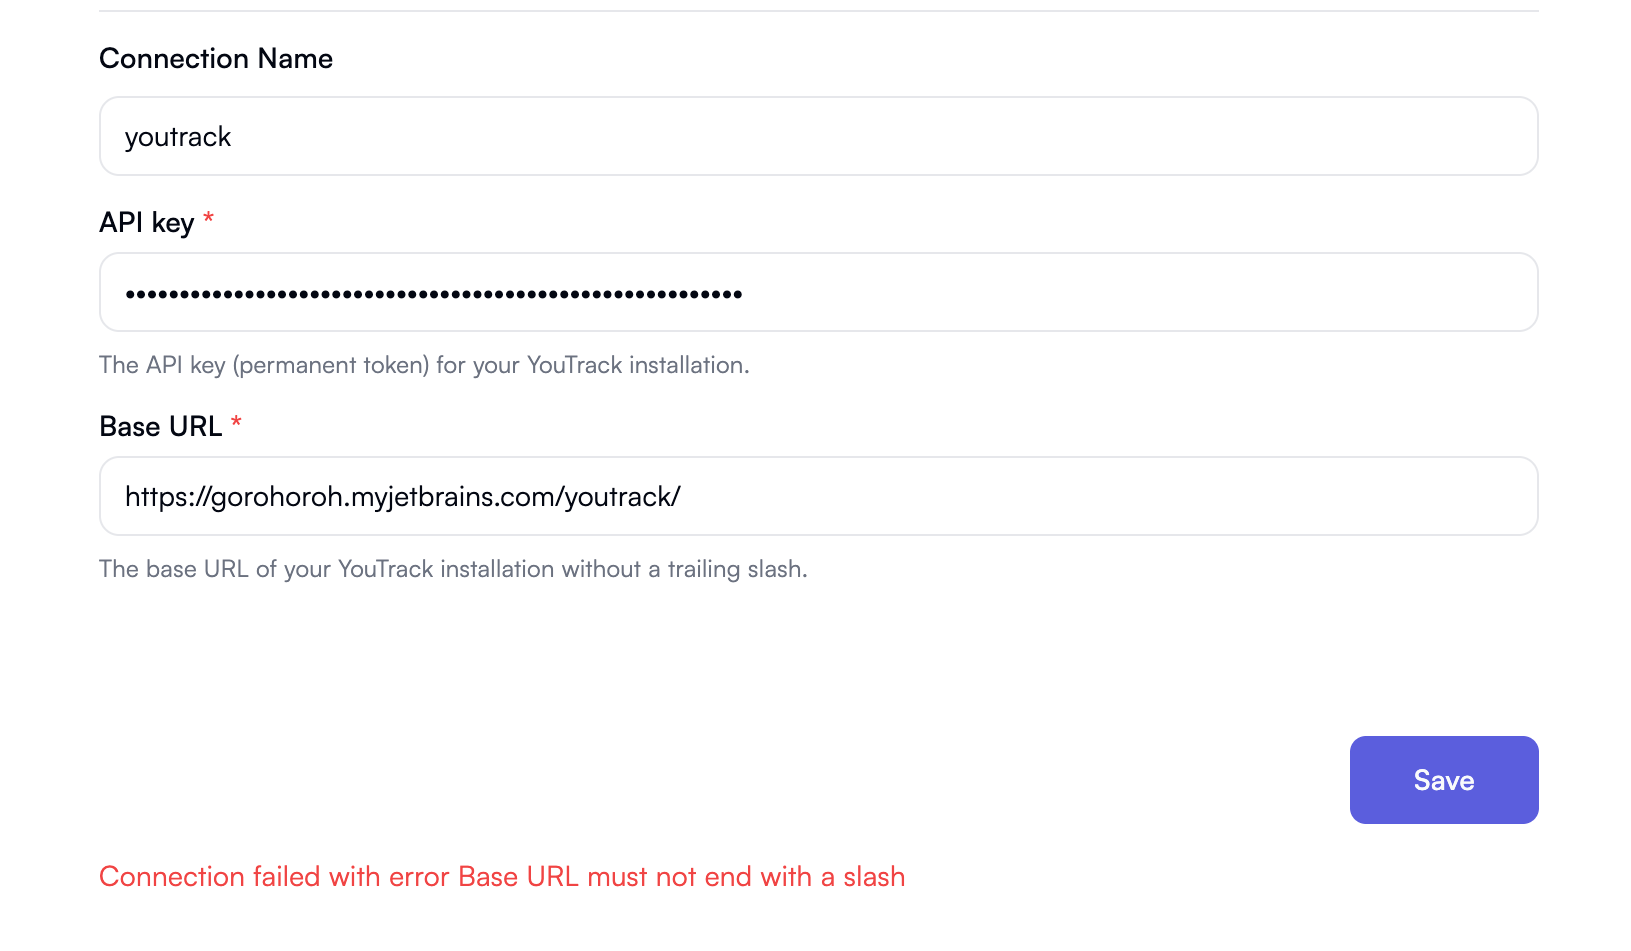 Connection Name
youtrack
API key *
••••••••••••••••••••••••••••••••••••••••••••••••••••••••••
The API key (permanent token) for your YouTrack installation.
Base URL *
https://gorohoroh.myjetbrains.com/youtrack/
The base URL of your YouTrack installation without a trailing slash.
Save
Connection failed with error Base URL must not end with a slash